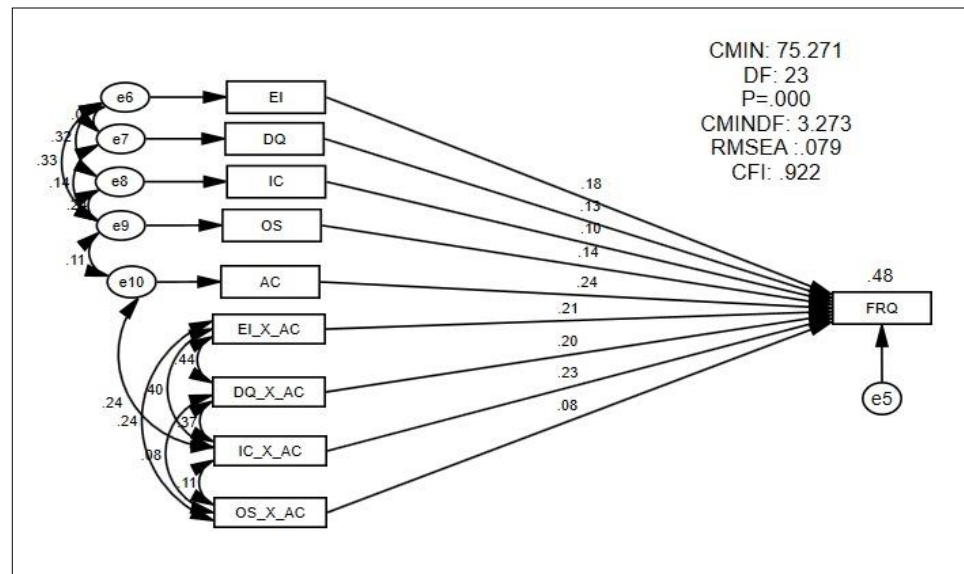 CMIN: 75.271
DF: 23
P=.000
CMINDF: 3.273
RMSEA :.079
CFI: .922
e6
EI
e7
DQ
.32
.33
e8
IC
.14
e9
OS
.11
e10
AC
.18
.13
.10
.14
.24
.48
FRQ
e5
EI_X_AC
.21
.44
DQ_X_AC
.20
.40
.37
.24
.24
IC_X_AC
.23
.08
.11
OS_X_AC
.08